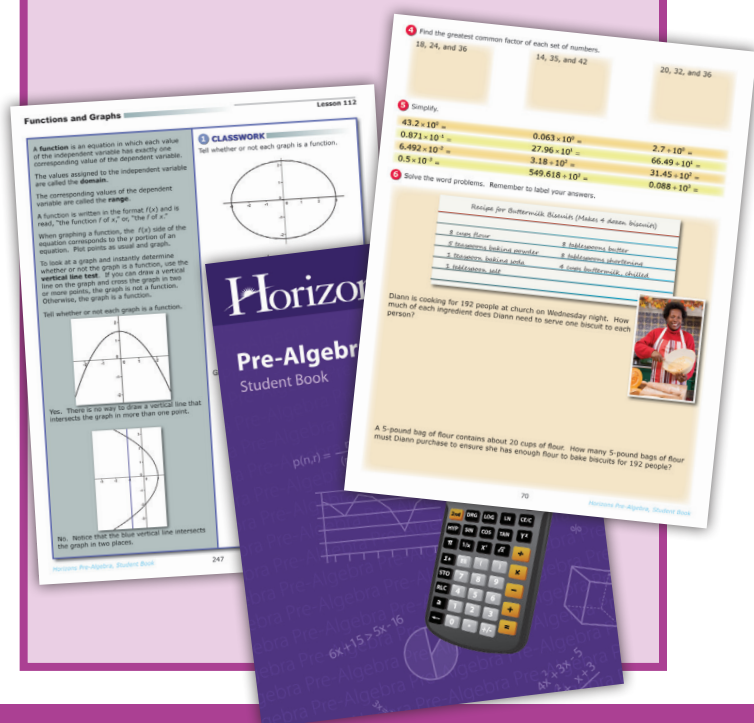 Functions and Graphs
Lesson 112
A function is an equation in which each value
of the independent variable has exactly one
corresponding value of the dependent variable.
The values assigned to the independent variable
are called the domain.
The corresponding values of the dependent
variable are called the range.
A function is written in the format f(x) and is
read, "the function f of x," or, "the f of x."
When graphing a function, the f(x) side of the
equation corresponds to the y portion of an
equation. Plot points as usual and graph.
To look at a graph and instantly determine
whether or not the graph is a function, use the
vertical line test. If you can draw a vertical
line on the graph and cross the graph in two
or more points, the graph is not a function.
Otherwise, the graph is a function.
Tell whether or not each graph is a function.
Yes. There is no way to draw a vertical line that
intersects the graph in more than one point.
No. Notice that the blue vertical line intersects
the graph in two places.
Horizons Pre-Algebra, Student Book
247
1 CLASSWORK
Tell whether or not each graph is a function.
4 Find the greatest common factor of each set of numbers.
18, 24, and 36
14, 35, and 42
20, 32, and 36
5 Simplify.
43.2 × 10⁰ =
0.871 × 10⁻¹ =
0.063 × 10⁰ =
2.7 ÷ 10⁰ =
27.96 × 10¹ =
66.49 ÷ 10¹ =
3.18 ÷ 10² =
549.618 ÷ 10² =
6 Solve the word problems. Remember to label your answers.
Recipe for Buttermilk Biscuits (Makes 4 dozen biscuits)
8 cups flour
8 teaspoons baking powder
1 teaspoon baking soda
1 tablespoon salt
8 tablespoons butter
8 tablespoons shortening
4 cups buttermilk, chilled
Diann is cooking for 192 people at church on Wednesday night. How
much of each ingredient does Diann need to serve one biscuit to each
person?
A 5-pound bag of flour contains about 20 cups of flour. How many 5-pound bags of flour
must Diann purchase to ensure she has enough flour to bake biscuits for 192 people?
70
Horizons Pre-Algebra, Student Book
Horizo
Pre-Algebr
Student Book
p(n,r) =
6x+15>5x-16
2nd DRG LOG LN CE/C
HYP SIN COS TAN
STO 7 8 9
RCL 4 5 6
1 2 3